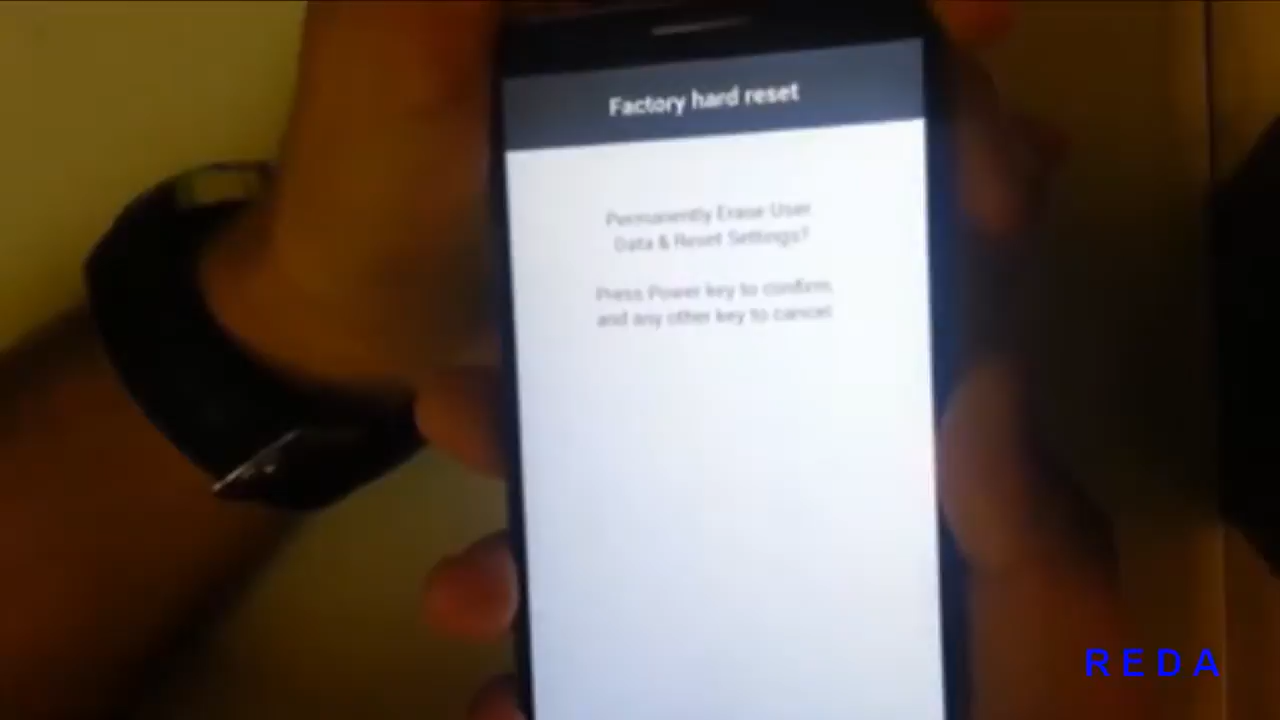 Factory hard reset
Permanently Erase User
Data & Reset Settings?
Press Power key to confirm
and any other key to cancel
REDA